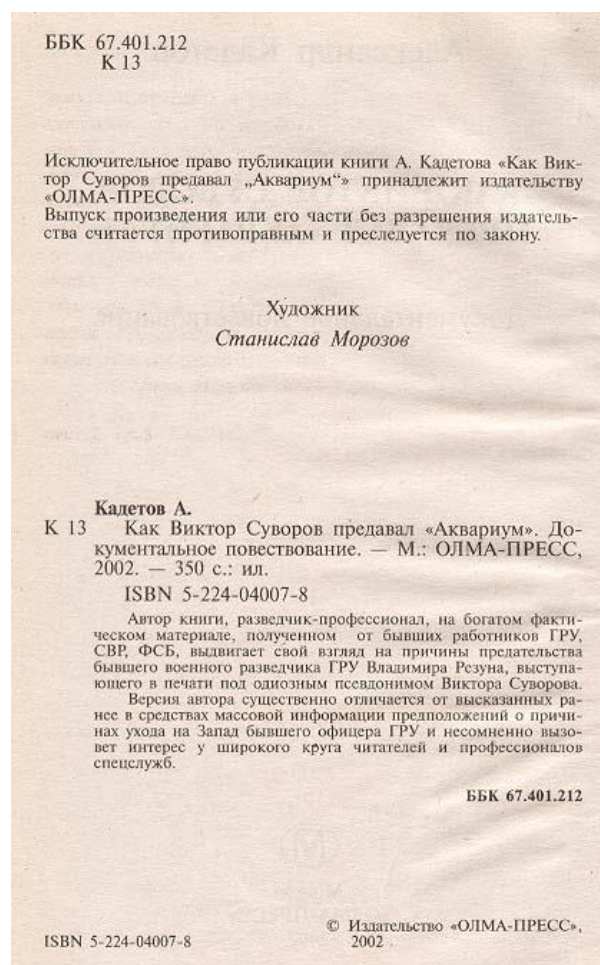 ББК 67.401.212
К 13
Исключительное право публикации книги А. Кадетова «Как Вик-
тор Суворов предавал „Аквариум“» принадлежит издательству
«ОЛМА-ПРЕСС».
Выпуск произведения или его части без разрешения издатель-
ства считается противоправным и преследуется по закону.
Художник
Станислав Морозов
Кадетов А.
К 13 Как Виктор Суворов предавал «Аквариум». До-
кументальное повествование. — М.: ОЛМА-ПРЕСС,
2002. — 350 с.: ил.
ISBN 5-224-04007-8
Автор книги, разведчик-профессионал, на богатом факти-
ческом материале, полученном от бывших работников ГРУ,
СВР, ФСБ, выдвигает свой взгляд на причины предательства
бывшего военного разведчика ГРУ Владимира Резуна, выступа-
ющего в печати под одиозным псевдонимом Виктора Суворова.
Версия автора существенно отличается от высказанных ра-
нее в средствах массовой информации предположений о причи-
нах ухода на Запад бывшего офицера ГРУ и несомненно вызо-
вет интерес у широкого круга читателей и профессионалов
спецслужб.
ББК 67.401.212
© Издательство «ОЛМА-ПРЕСС»,
ISBN 5-224-04007-8 2002